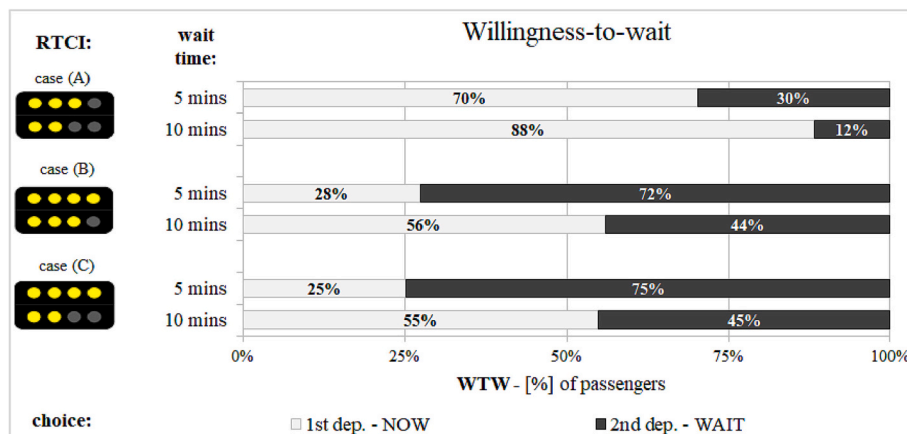 Willingness-to-wait
RTCI:
wait
time:
case (A)
5 mins
70%
30%
10 mins
88%
12%
case (B)
5 mins
28%
72%
10 mins
56%
44%
case (C)
5 mins
25%
75%
10 mins
55%
45%
0%
25%
50%
75%
100%
WTW - [%] of passengers
choice:
1st dep. - NOW
2nd dep. - WAIT